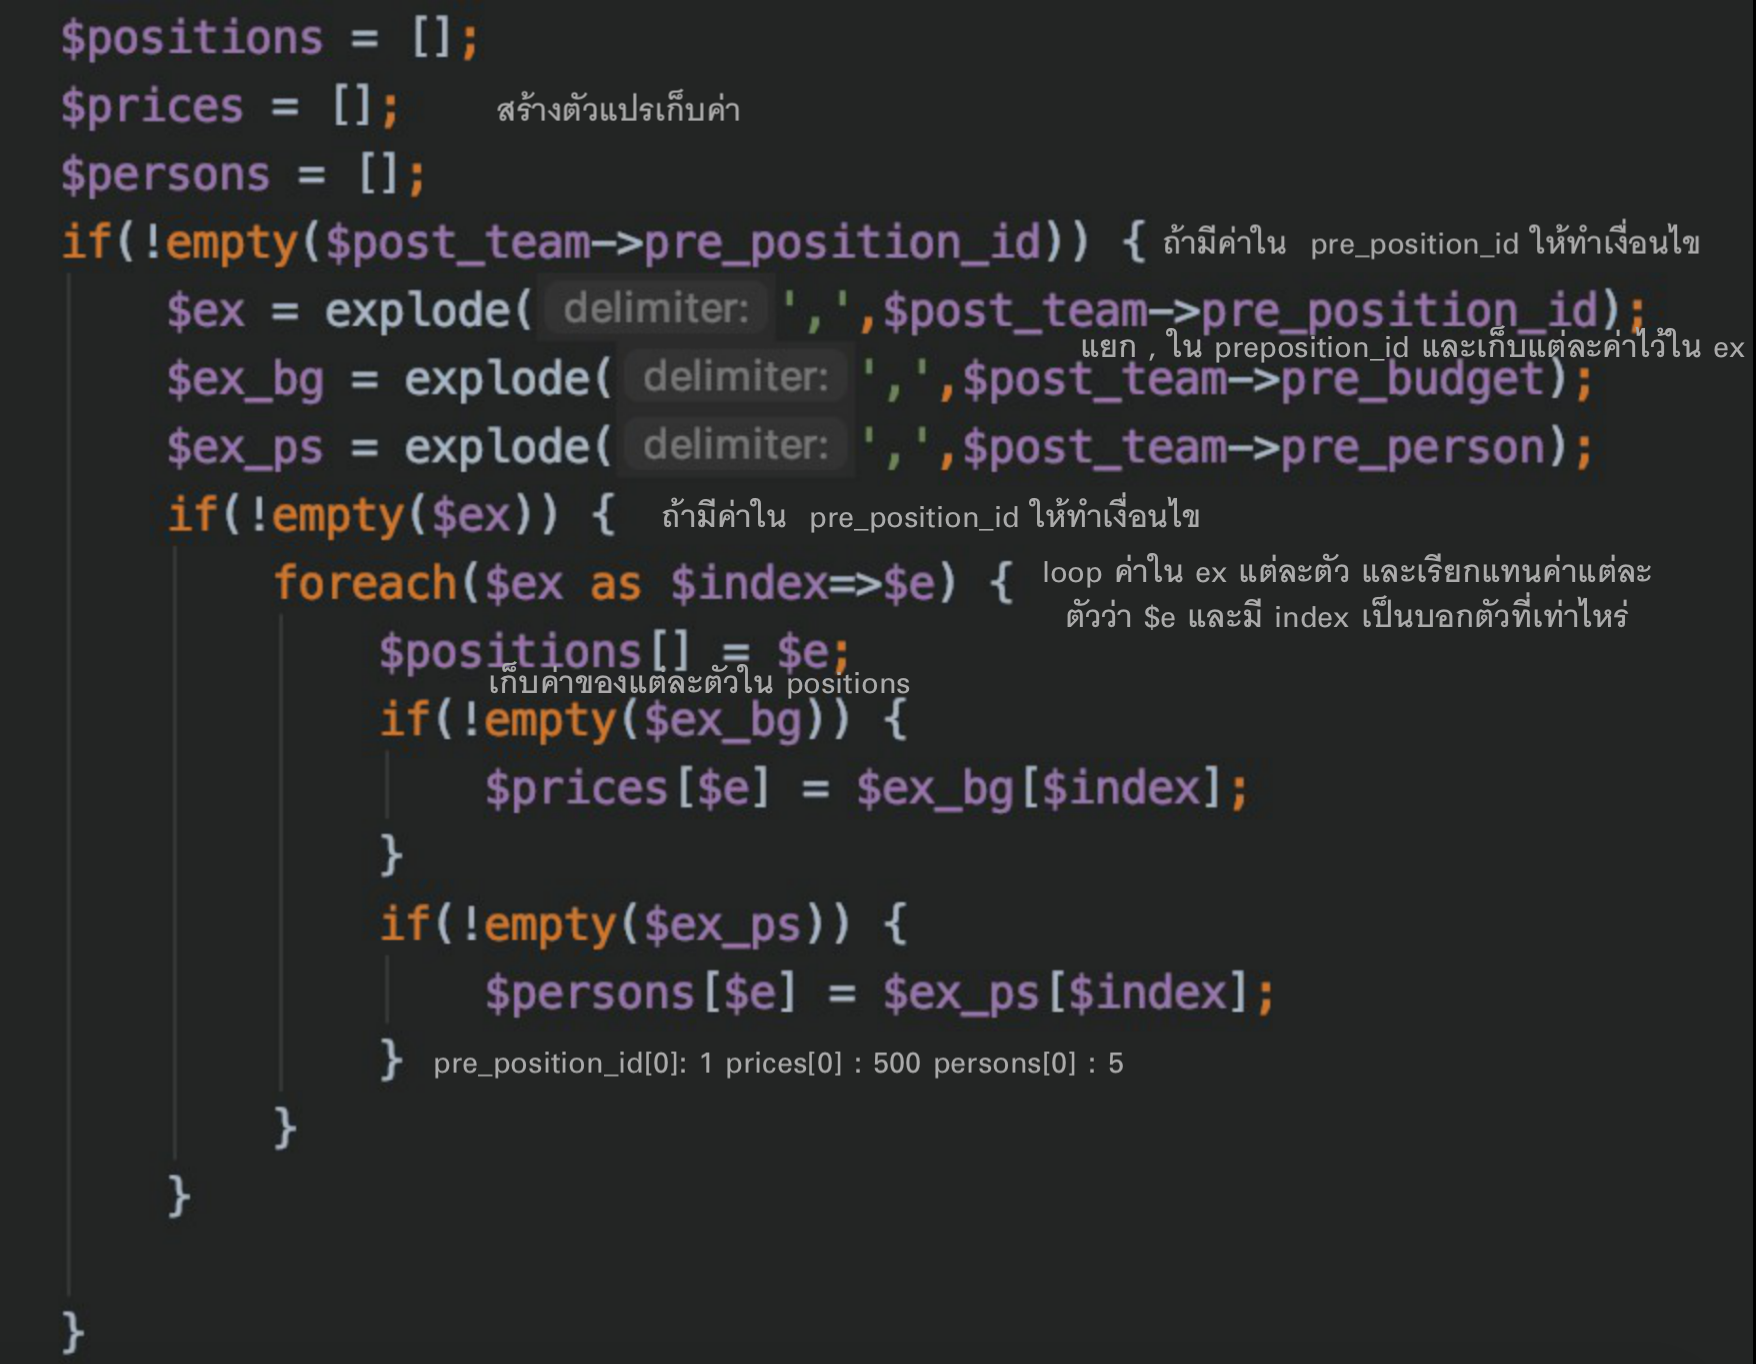 $positions = [];
$prices = []; สร้างตัวแปรเก็บค่า
$persons = [];
if(!empty($post_team->pre_position_id)) { ถ้ามีค่าใน pre_position_id ให้ทำเงื่อนไข
$ex = explode( delimiter: ',',$post_team->pre_position_id);
แยก , ใน preposition_id และเก็บแต่ละค่าไว้ใน ex
$ex_bg = explode( delimiter: ',',$post_team->pre_budget);
$ex_ps = explode( delimiter: ',',$post_team->pre_person);
if(!empty($ex)) { ถ้ามีค่าใน pre_position_id ให้ทำเงื่อนไข
foreach($ex as $index=>$e) { loop ค่าใน ex แต่ละตัว และเรียกแทนค่าแต่ละ
ตัวว่า $e และมี index เป็นบอกตัวที่เท่าไหร่
$positions[] = $e;
เก็บค่าของแต่ละตัวใน positions
if(!empty($ex_bg)) {
$prices[$e] = $ex_bg[$index];
}
if(!empty($ex_ps)) {
$persons[$e] = $ex_ps[$index];
} pre_position_id[0]: 1 prices[0] : 500 persons[0] : 5
}
}
}